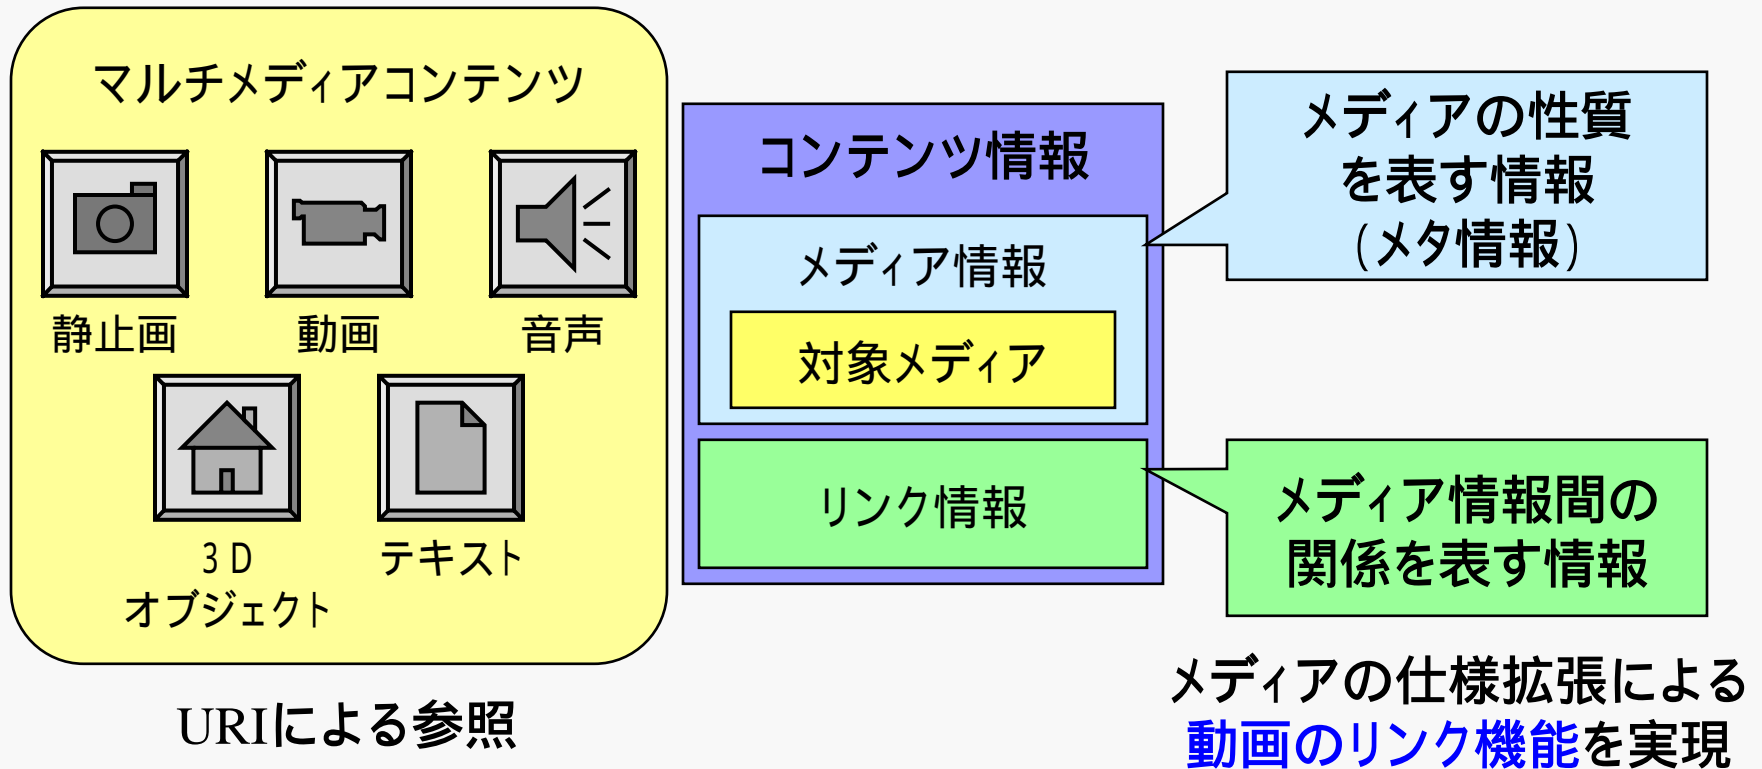 マルチメディアコンテンツ
静止画
動画
音声
3D
オブジェクト
テキスト
URIによる参照
コンテンツ情報
メディア情報
対象メディア
リンク情報
メディアの性質
を表す情報
(メタ情報)
メディア情報間の
関係を表す情報
メディアの仕様拡張による
動画のリンク機能を実現